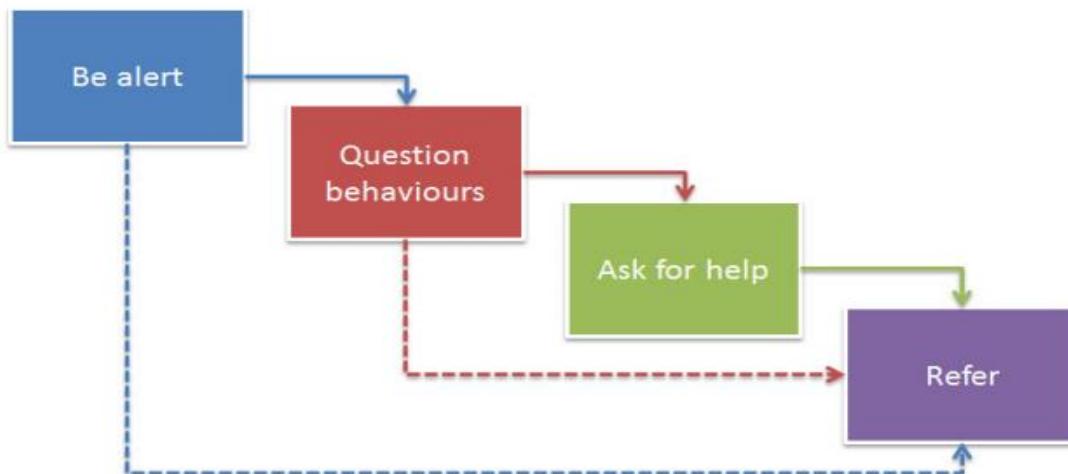 Be alert
Question
behaviours
Ask for help
Refer